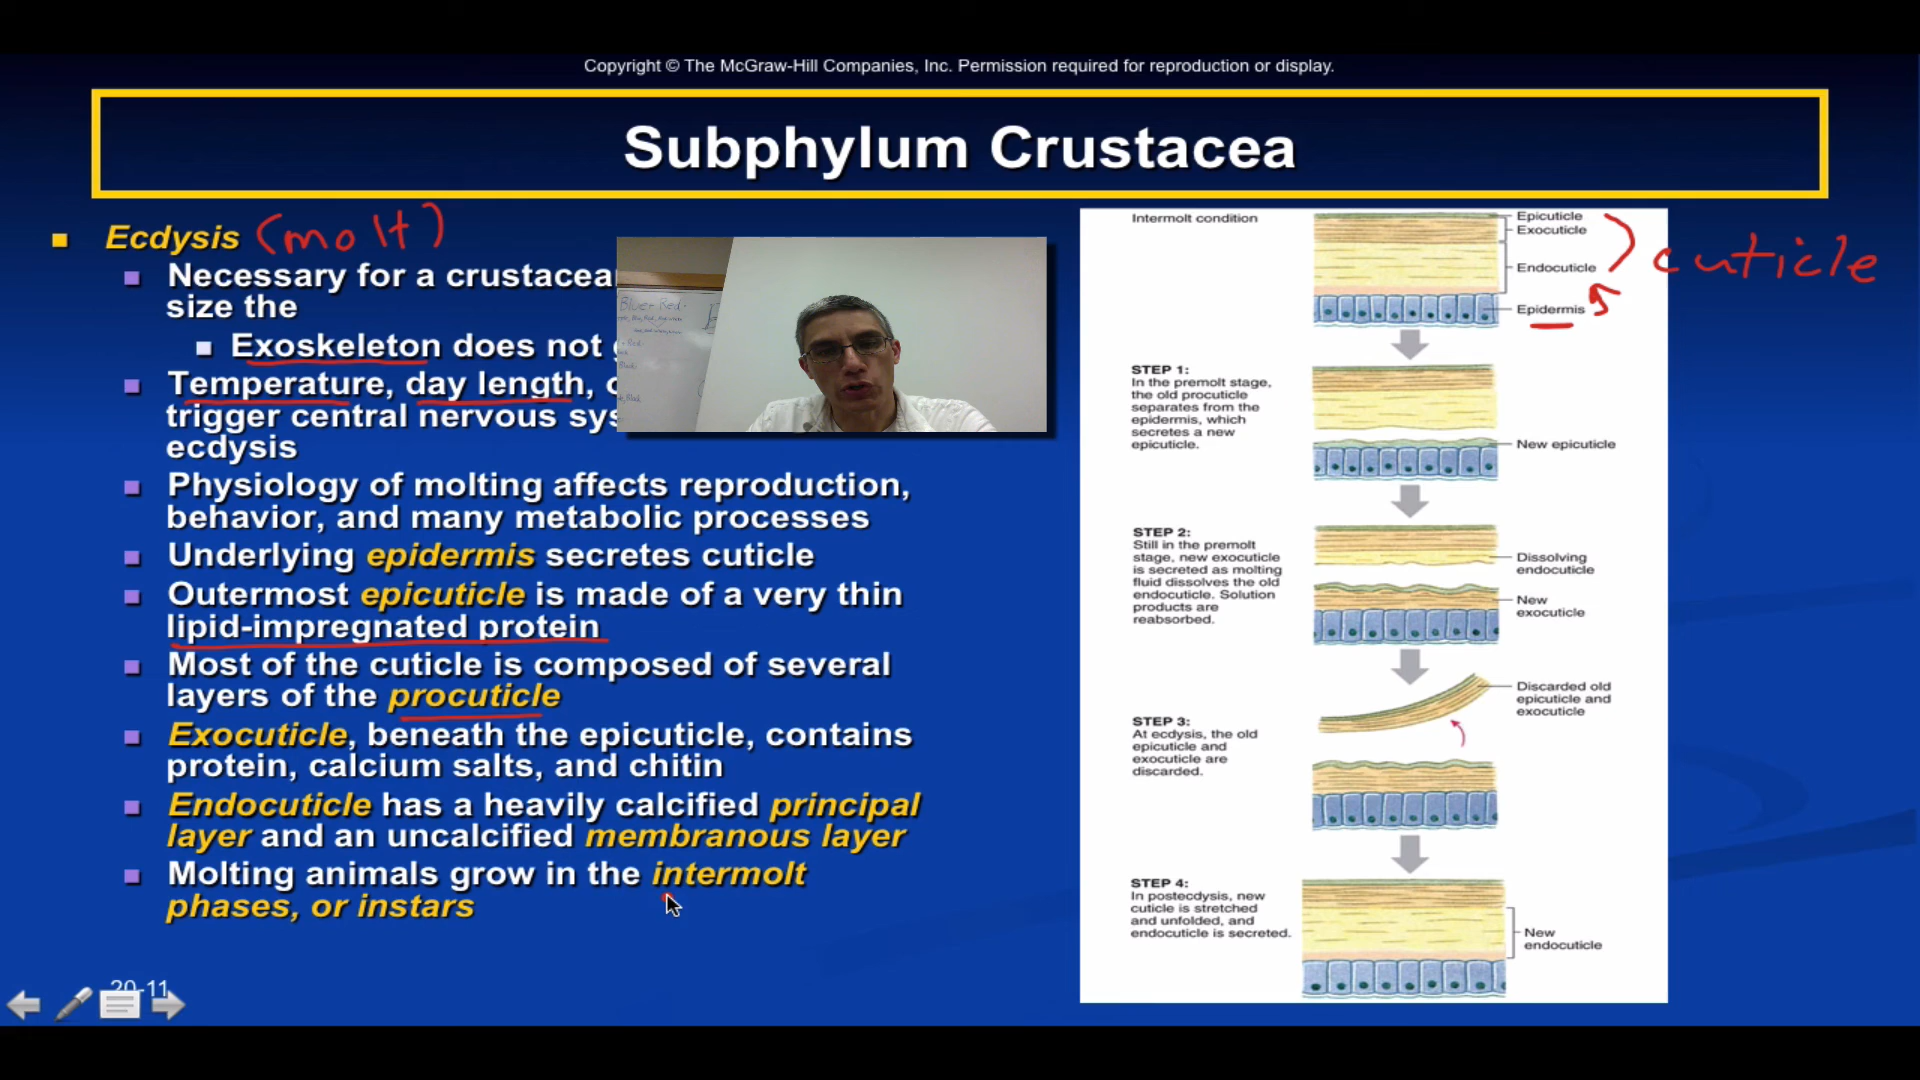 Copyright © The McGraw-Hill Companies, Inc. Permission required for reproduction or display.
Subphylum Crustacea
Ecdysis (molt)
Necessary for a crustacea
size the
Exoskeleton does not
Temperature, day length,
trigger central nervous sys
ecdysis
Physiology of molting affects reproduction,
behavior, and many metabolic processes
Underlying epidermis secretes cuticle
Outermost epicuticle is made of a very thin
lipid-impregnated protein
Most of the cuticle is composed of several
layers of the procuticle
Exocuticle, beneath the epicuticle, contains
protein, calcium salts, and chitin
Endocuticle has a heavily calcified principal
layer and an uncalcified membranous layer
Molting animals grow in the intermolt
phases, or instars
20-11
Intermolt condition
Epicuticle
Exocuticle
Endocuticle
Epidermis
cuticle
STEP 1:
In the premolt stage,
the old procuticle
separates from the
epidermis, which
secretes a new
epicuticle.
New epicuticle
STEP 2:
Still in the premolt
stage, new exocuticle
is secreted as molting
fluid dissolves the old
endocuticle. Solution
products are
reabsorbed.
Dissolving
endocuticle
New
exocuticle
STEP 3:
At ecdysis, the old
epicuticle and
exocuticle are
discarded.
Discarded old
epicuticle and
exocuticle
STEP 4:
In postecdysis, new
cuticle is stretched
and unfolded, and
endocuticle is secreted.
New
endocuticle